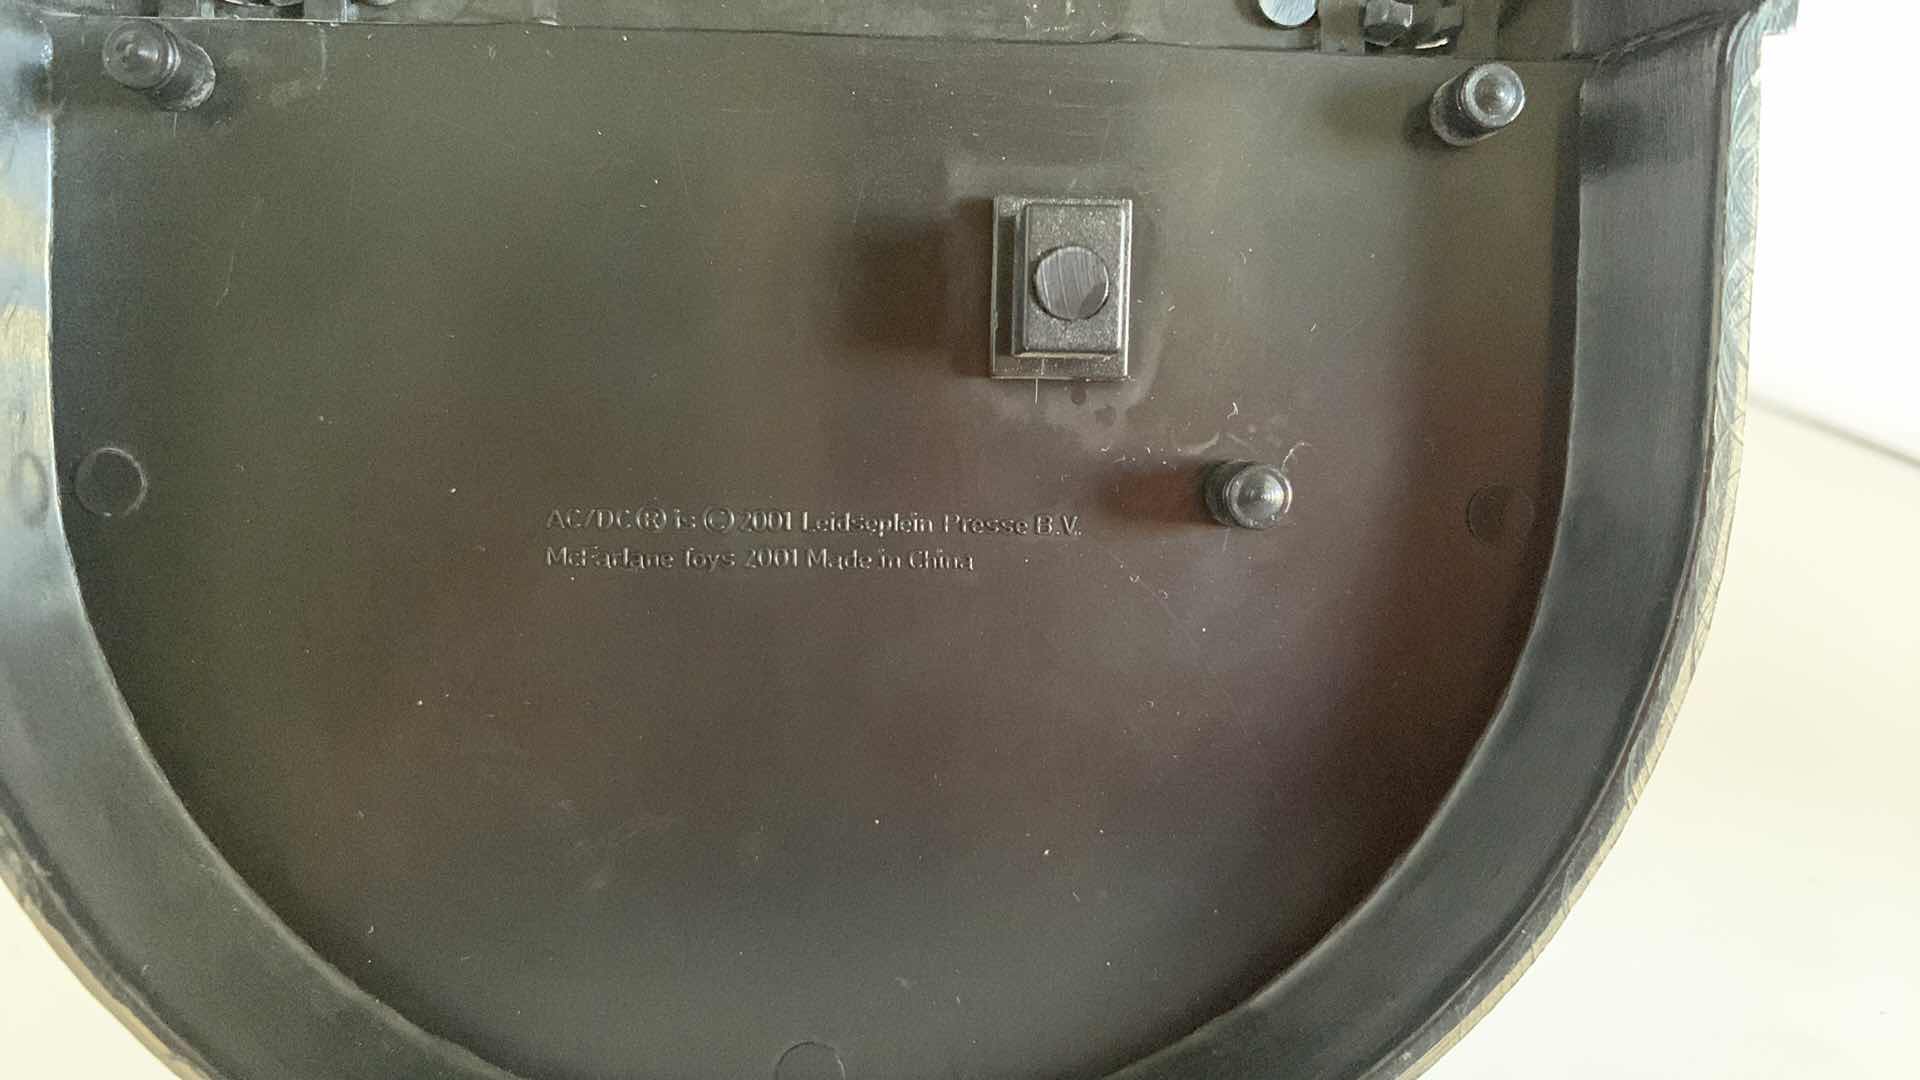 AC/DC® is © 2001 Leidseplein Presse B.V.
McFarlane Toys 2001 Made in China